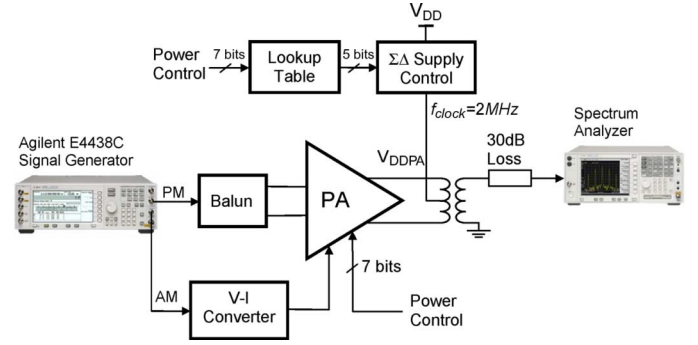 V_DD
Power Control
7 bits
Lookup Table
5 bits
ΣΔ Supply Control
f_clock=2MHz
Agilent E4438C
Signal Generator
PM
Balun
PA
V_DDPA
30dB Loss
Spectrum Analyzer
AM
V-I Converter
7 bits
Power Control